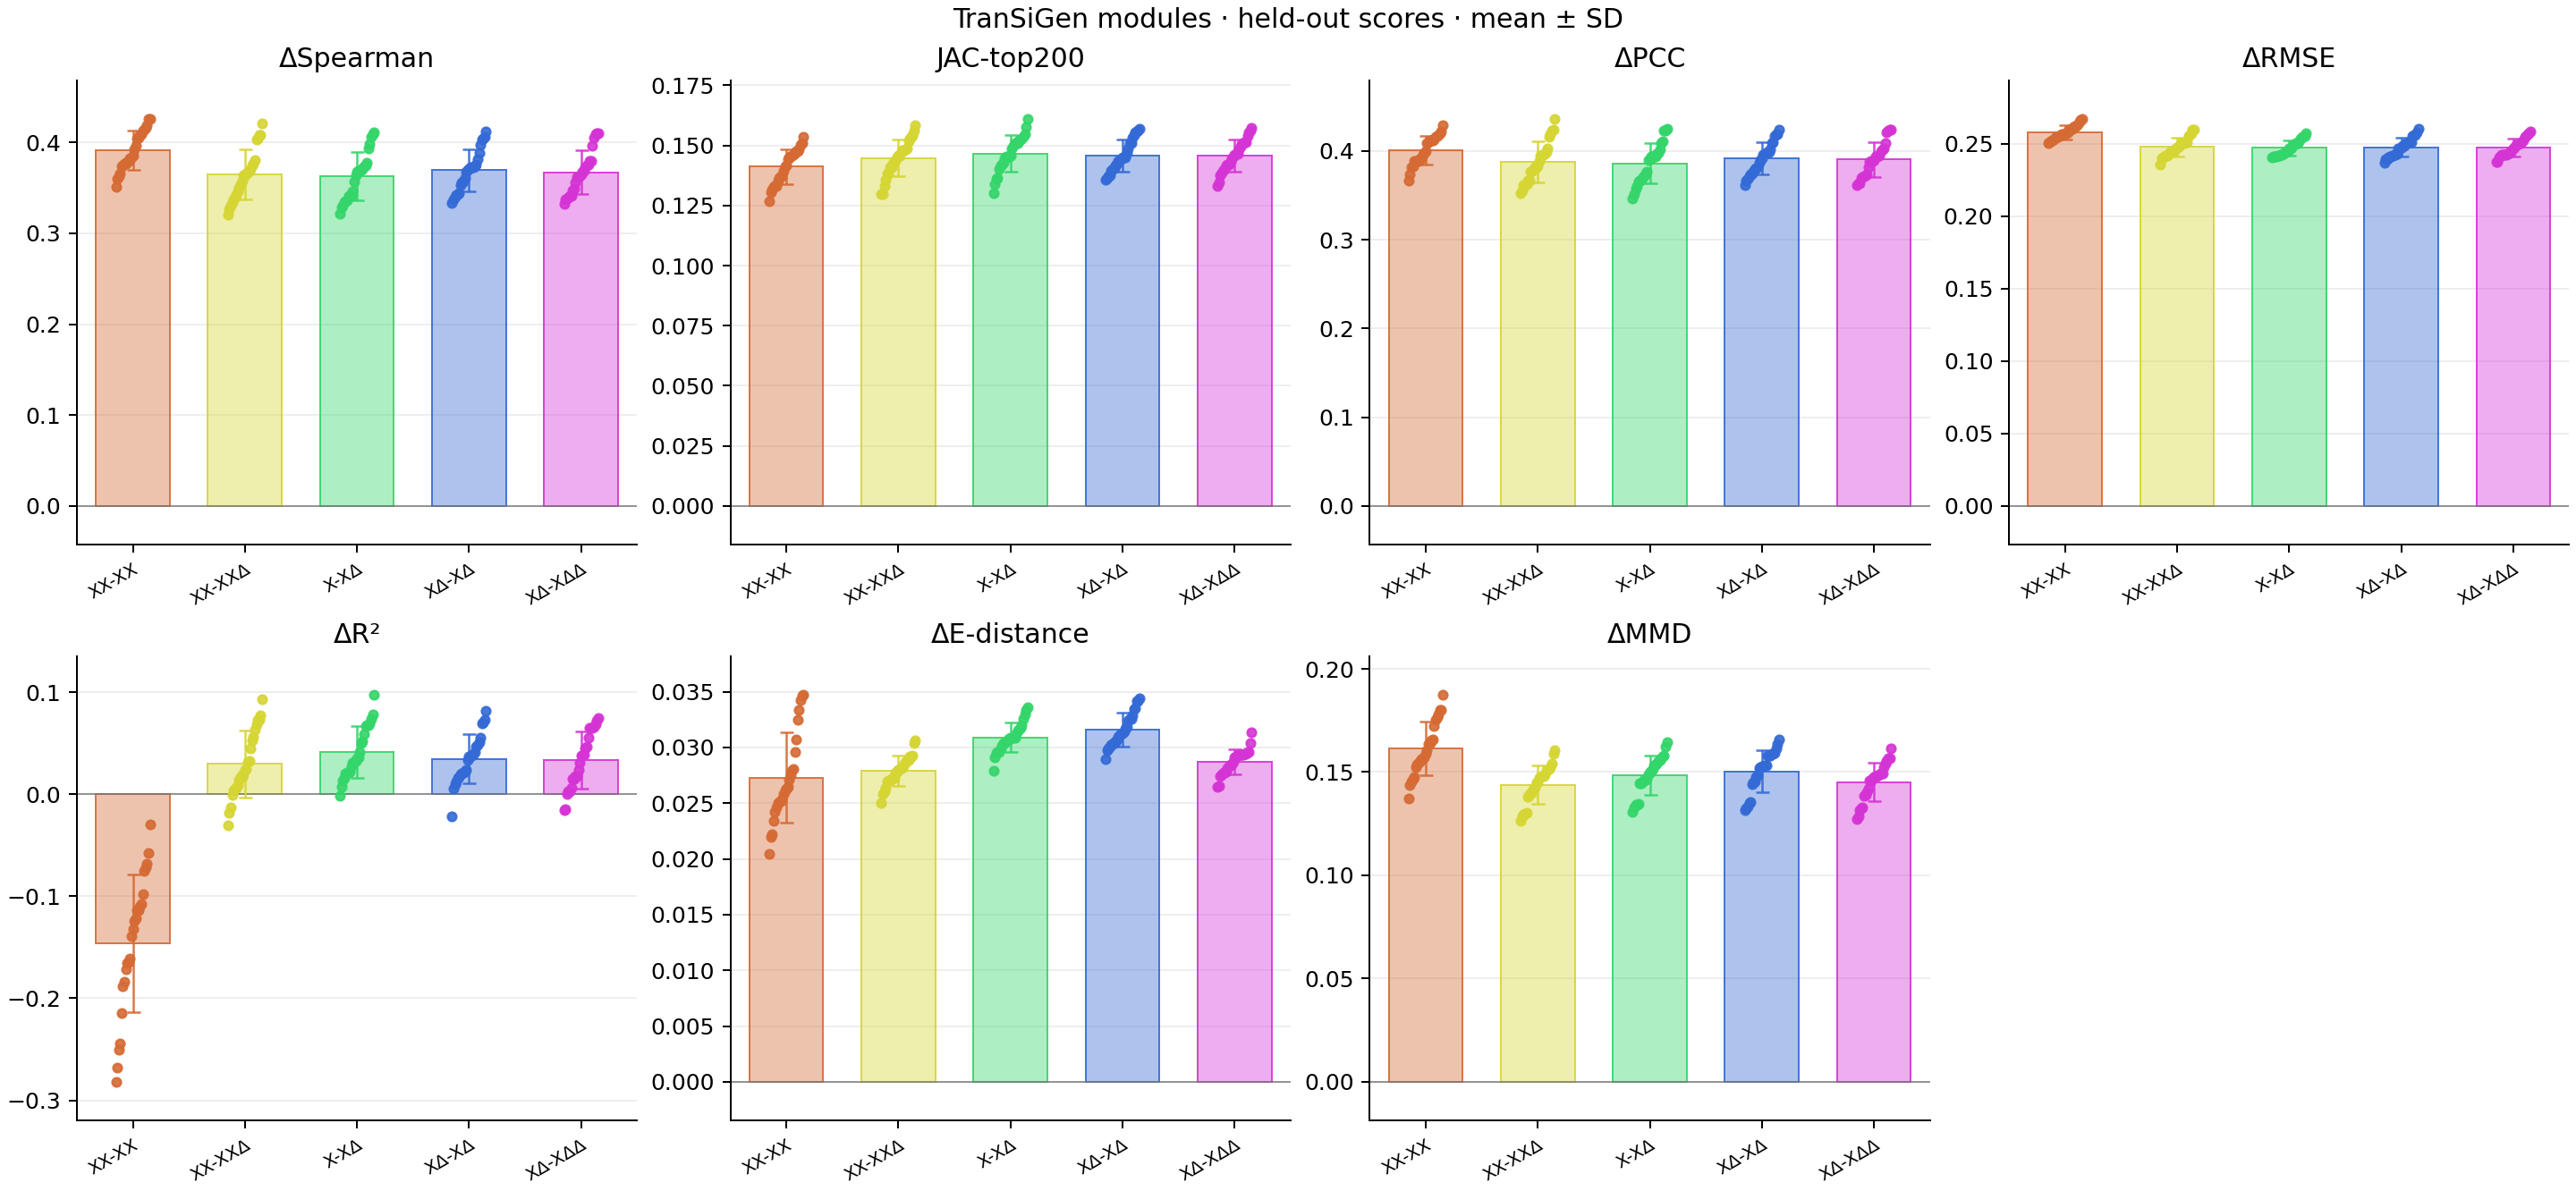 TranSiGen modules · held-out scores · mean ± SD
ΔSpearman
0.4
0.3
0.2
0.1
0.0
XX-XX
XX-XXΔ
X-XΔ
XΔ-XΔ
XΔ-XΔΔ
JAC-top200
0.175
0.150
0.125
0.100
0.075
0.050
0.025
0.000
XX-XX
XX-XXΔ
X-XΔ
XΔ-XΔ
XΔ-XΔΔ
ΔPCC
0.4
0.3
0.2
0.1
0.0
XX-XX
XX-XXΔ
X-XΔ
XΔ-XΔ
XΔ-XΔΔ
ΔRMSE
0.25
0.20
0.15
0.10
0.05
0.00
XX-XX
XX-XXΔ
X-XΔ
XΔ-XΔ
XΔ-XΔΔ
ΔR²
0.1
0.0
−0.1
−0.2
−0.3
XX-XX
XX-XXΔ
X-XΔ
XΔ-XΔ
XΔ-XΔΔ
ΔE-distance
0.035
0.030
0.025
0.020
0.015
0.010
0.005
0.000
XX-XX
XX-XXΔ
X-XΔ
XΔ-XΔ
XΔ-XΔΔ
ΔMMD
0.20
0.15
0.10
0.05
0.00
XX-XX
XX-XXΔ
X-XΔ
XΔ-XΔ
XΔ-XΔΔ